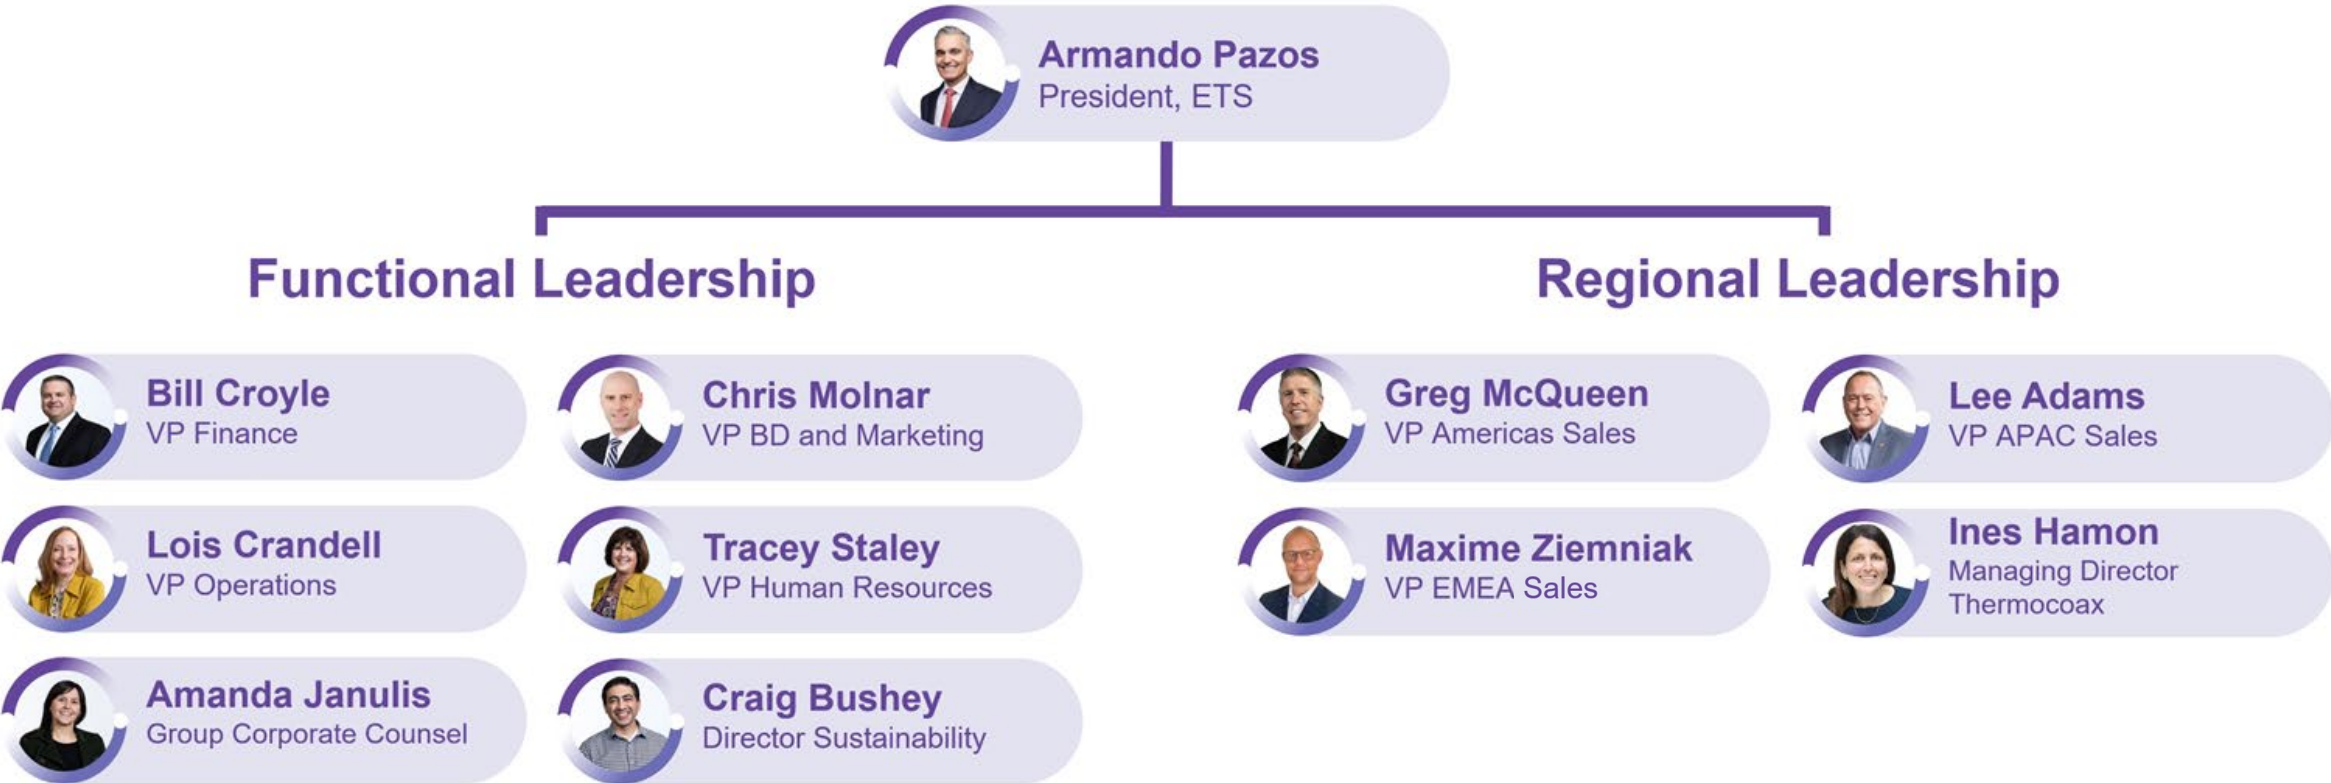 Armando Pazos
President, ETS
Functional Leadership
Bill Croyle
VP Finance
Chris Molnar
VP BD and Marketing
Lois Crandell
VP Operations
Tracey Staley
VP Human Resources
Amanda Janulis
Group Corporate Counsel
Craig Bushey
Director Sustainability
Regional Leadership
Greg McQueen
VP Americas Sales
Lee Adams
VP APAC Sales
Maxime Ziemniak
VP EMEA Sales
Ines Hamon
Managing Director
Thermocoax